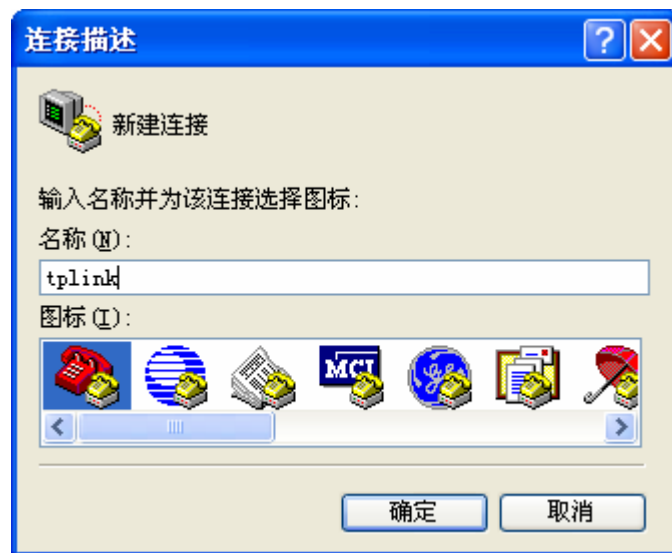 连接描述
新建连接
输入名称并为该连接选择图标:
名称(N):
tplink
图标(I):
MCI
确定
取消